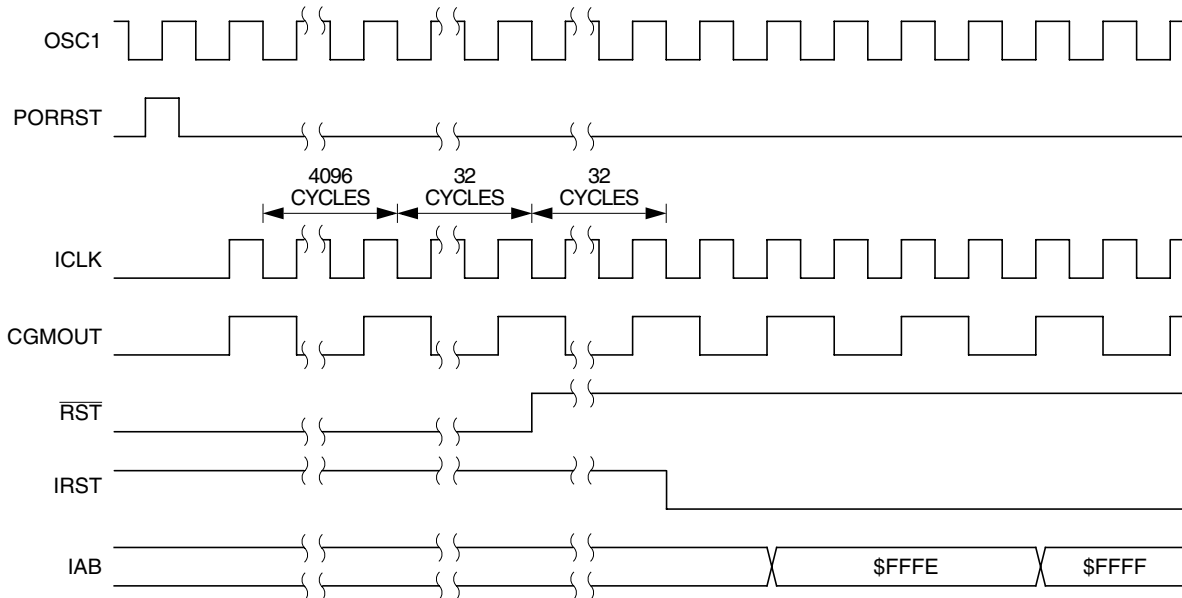 OSC1
PORRST
4096
CYCLES
32
CYCLES
32
CYCLES
ICLK
CGMOUT
RST
IRST
IAB
$FFFE
$FFFF